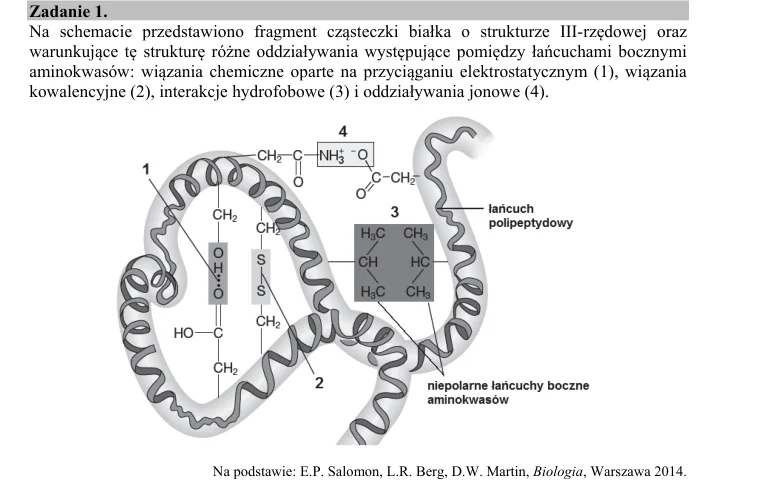 Zadanie 1.
Na schemacie przedstawiono fragment cząsteczki białka o strukturze III-rzędowej oraz
warunkujące tę strukturę różne oddziaływania występujące pomiędzy łańcuchami bocznymi
aminokwasów: wiązania chemiczne oparte na przyciąganiu elektrostatycznym (1), wiązania
kowalencyjne (2), interakcje hydrofobowe (3) i oddziaływania jonowe (4).
4
CH₂–C–NH₃⁺ ⁻O
O
C–CH₂–
O
1
3
łańcuch
polipeptydowy
CH₂
CH₂
H₃C CH₃
O
H
O
S
S
CH HC
H₃C CH₃
HO–C
CH₂
CH₂
2
niepolarne łańcuchy boczne
aminokwasów
Na podstawie: E.P. Salomon, L.R. Berg, D.W. Martin, Biologia, Warszawa 2014.